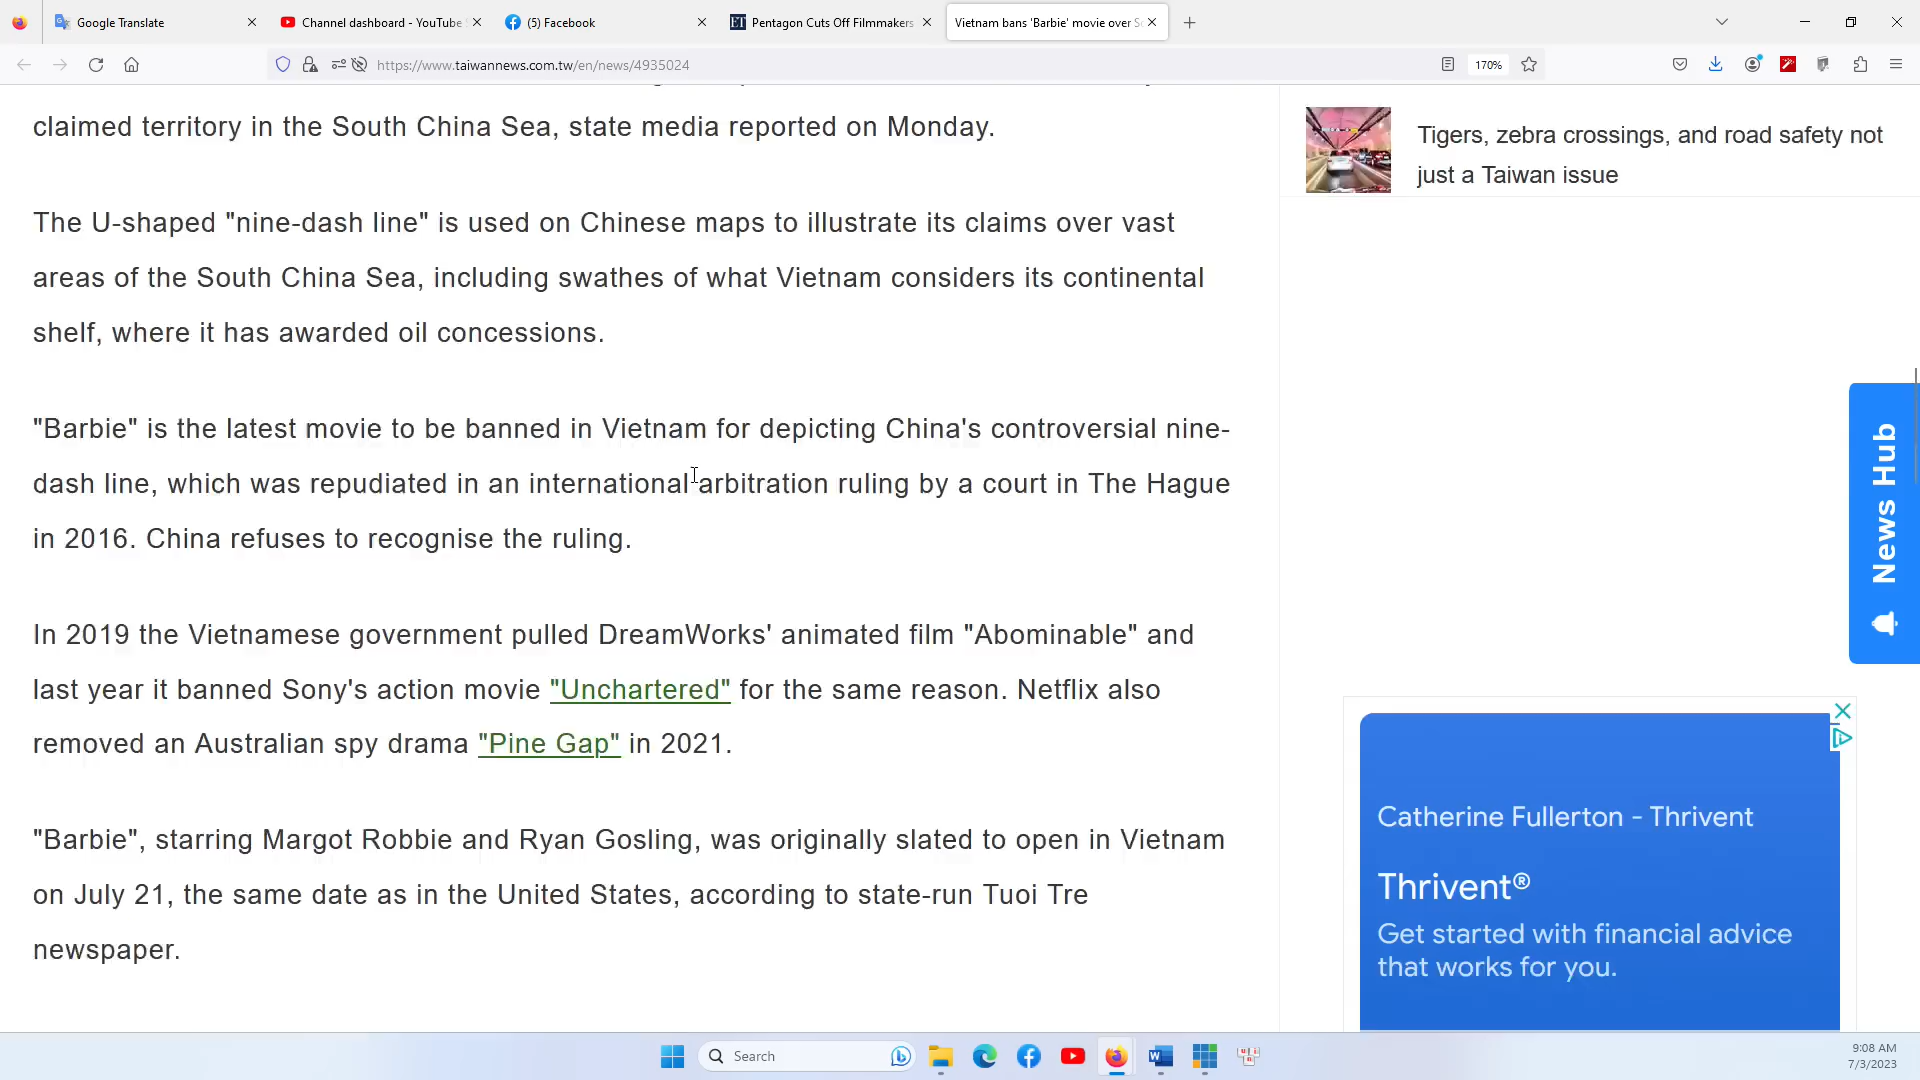 Google Translate
Channel dashboard - YouTube
(5) Facebook
Pentagon Cuts Off Filmmakers
Vietnam bans 'Barbie' movie over S
https://www.taiwannews.com.tw/en/news/4935024
170%
claimed territory in the South China Sea, state media reported on Monday.
The U-shaped "nine-dash line" is used on Chinese maps to illustrate its claims over vast
areas of the South China Sea, including swathes of what Vietnam considers its continental
shelf, where it has awarded oil concessions.
"Barbie" is the latest movie to be banned in Vietnam for depicting China's controversial nine-
dash line, which was repudiated in an international arbitration ruling by a court in The Hague
in 2016. China refuses to recognise the ruling.
In 2019 the Vietnamese government pulled DreamWorks' animated film "Abominable" and
last year it banned Sony's action movie "Unchartered" for the same reason. Netflix also
removed an Australian spy drama "Pine Gap" in 2021.
"Barbie", starring Margot Robbie and Ryan Gosling, was originally slated to open in Vietnam
on July 21, the same date as in the United States, according to state-run Tuoi Tre
newspaper.
Tigers, zebra crossings, and road safety not
just a Taiwan issue
News Hub
Catherine Fullerton - Thrivent
Thrivent®
Get started with financial advice
that works for you.
Search
9:08 AM
7/3/2023